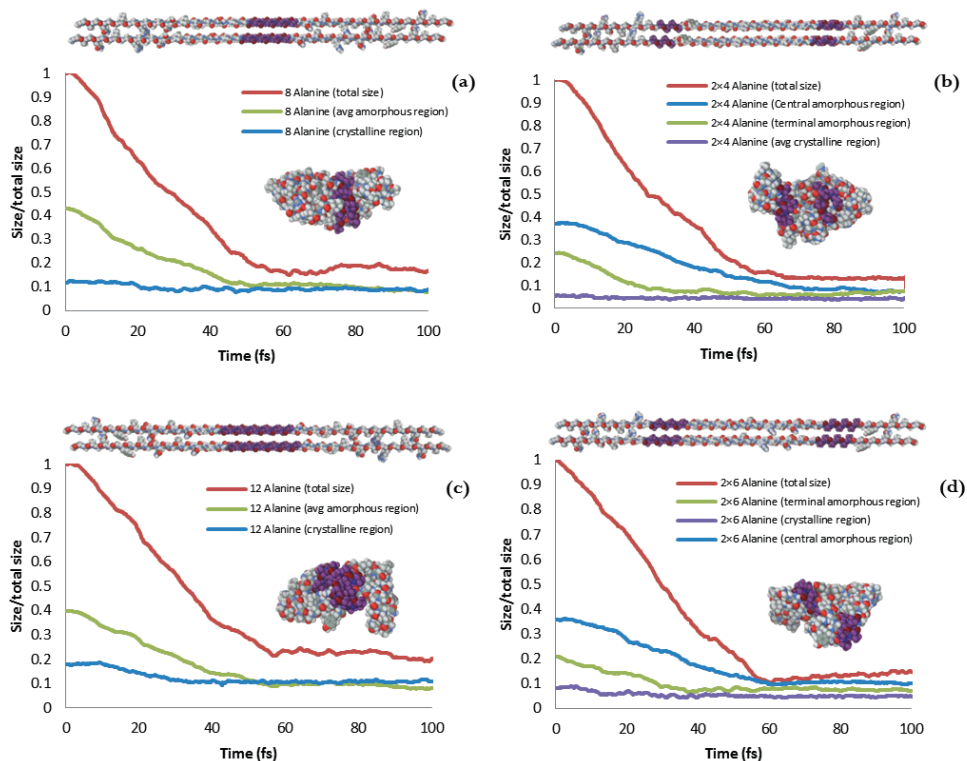 (a)
1
0.9
0.8
0.7
0.6
0.5
0.4
0.3
0.2
0.1
0
Size/total size
8 Alanine (total size)
8 Alanine (avg amorphous region)
8 Alanine (crystalline region)
0 20 40 60 80 100
Time (fs)
(b)
1
0.9
0.8
0.7
0.6
0.5
0.4
0.3
0.2
0.1
0
Size/total size
2×4 Alanine (total size)
2×4 Alanine (Central amorphous region)
2×4 Alanine (terminal amorphous region)
2×4 Alanine (avg crystalline region)
0 20 40 60 80 100
Time (fs)
(c)
1
0.9
0.8
0.7
0.6
0.5
0.4
0.3
0.2
0.1
0
Size/total size
12 Alanine (total size)
12 Alanine (avg amorphous region)
12 Alanine (crystalline region)
0 20 40 60 80 100
Time (fs)
(d)
1
0.9
0.8
0.7
0.6
0.5
0.4
0.3
0.2
0.1
0
Size/total size
2×6 Alanine (total size)
2×6 Alanine (terminal amorphous region)
2×6 Alanine (crystalline region)
2×6 Alanine (central amorphous region)
0 20 40 60 80 100
Time (fs)